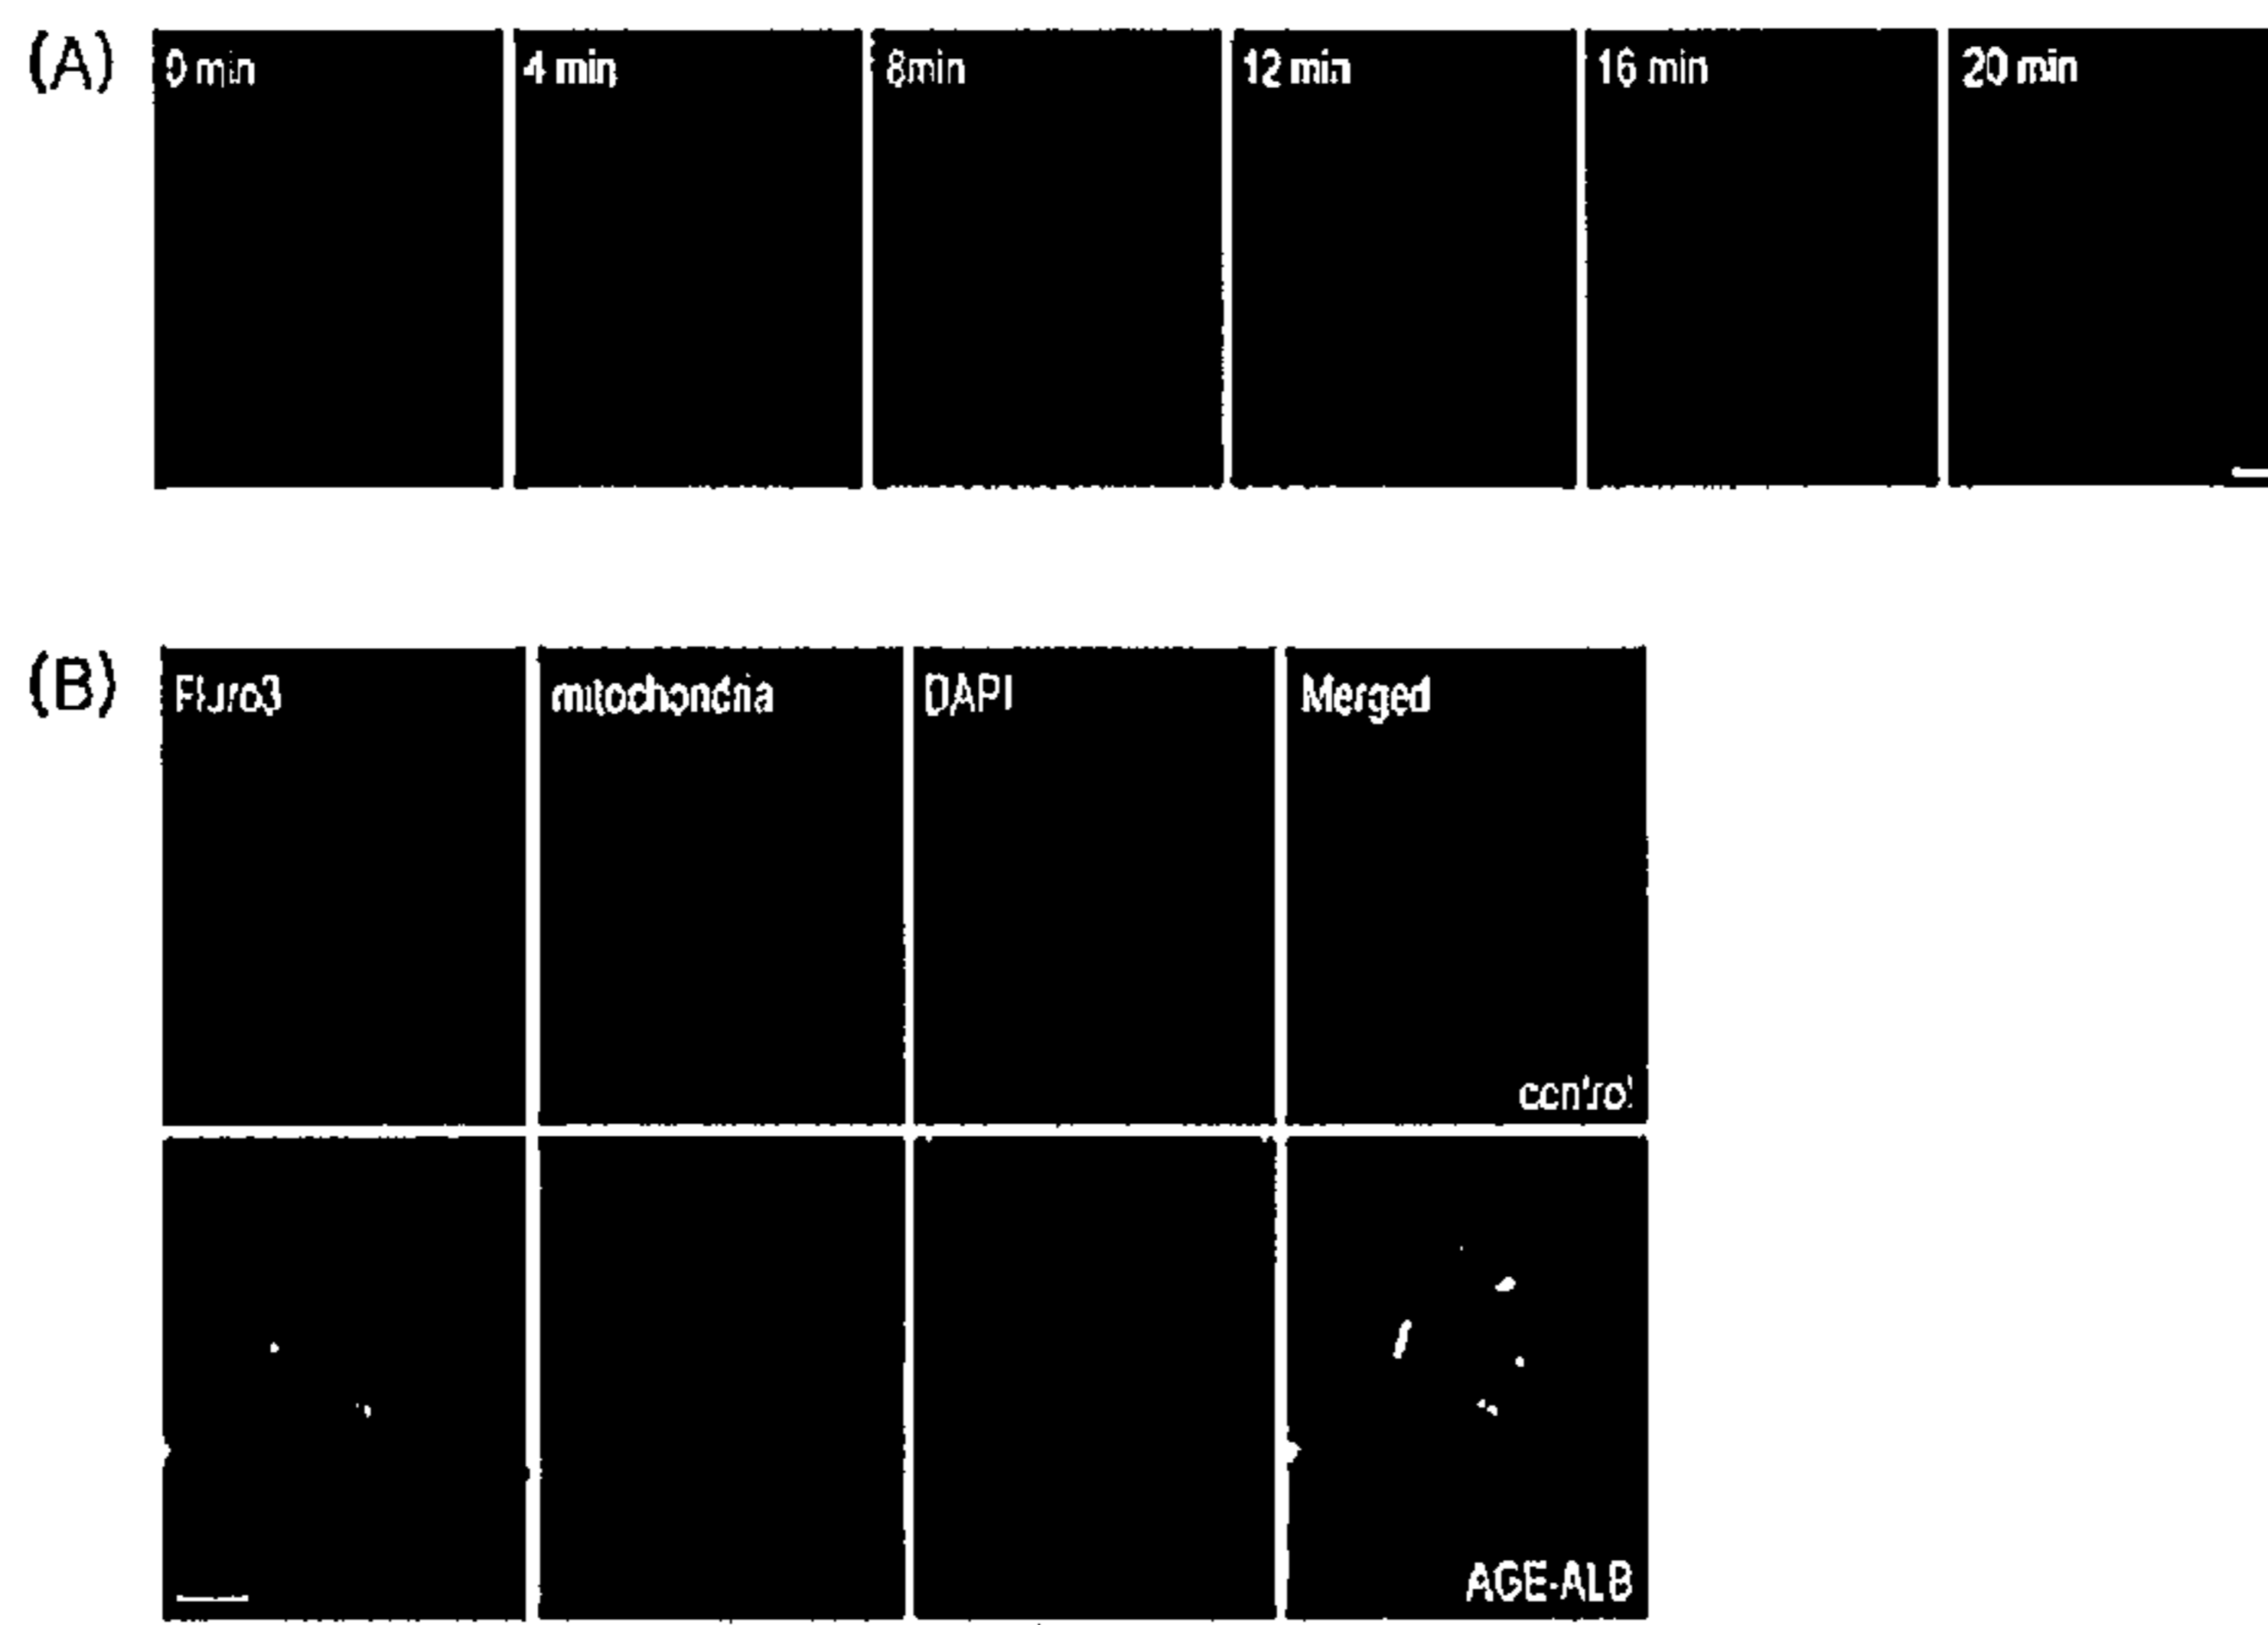 (A)
0 min
4 min
8min
12 min
16 min
20 min
(B)
Fluro3
mitochondria
DAPI
Merged
control
AGE-ALB